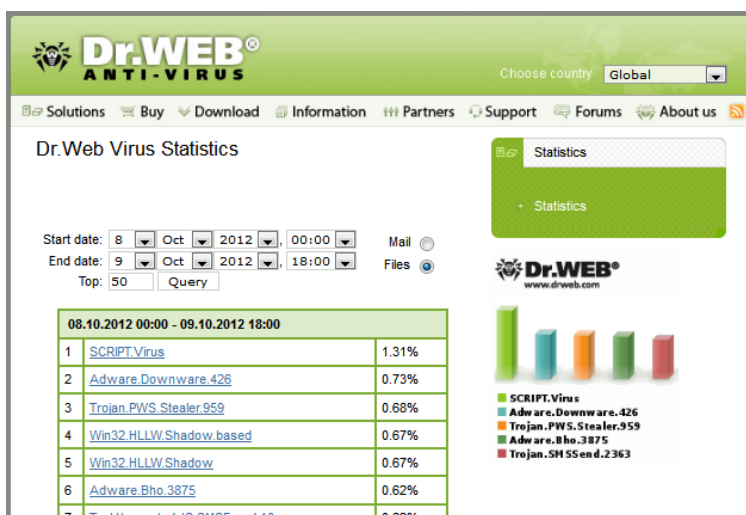 Dr.WEB®
ANTI-VIRUS
Choose country Global
Solutions Buy Download Information Partners Support Forums About us
Dr.Web Virus Statistics
Statistics
Statistics
Start date: 8 Oct 2012, 00:00
End date: 9 Oct 2012, 18:00
Top: 50 Query
Mail
Files
08.10.2012 00:00 - 09.10.2012 18:00
1 SCRIPT.Virus 1.31%
2 Adware.Downware.426 0.73%
3 Trojan.PWS.Stealer.959 0.68%
4 Win32.HLLW.Shadow.based 0.67%
5 Win32.HLLW.Shadow 0.67%
6 Adware.Bho.3875 0.62%
Dr.WEB®
www.drweb.com
SCRIPT.Virus
Adware.Downware.426
Trojan.PWS.Stealer.959
Adware.Bho.3875
Trojan.SMSSend.2363